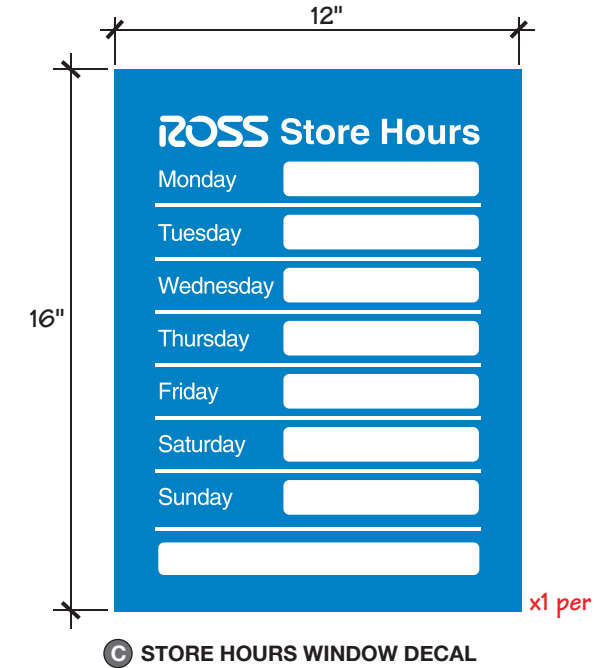 12"
ROSS Store Hours
Monday
Tuesday
Wednesday
16"
Thursday
Friday
Saturday
Sunday
x1 per
C STORE HOURS WINDOW DECAL